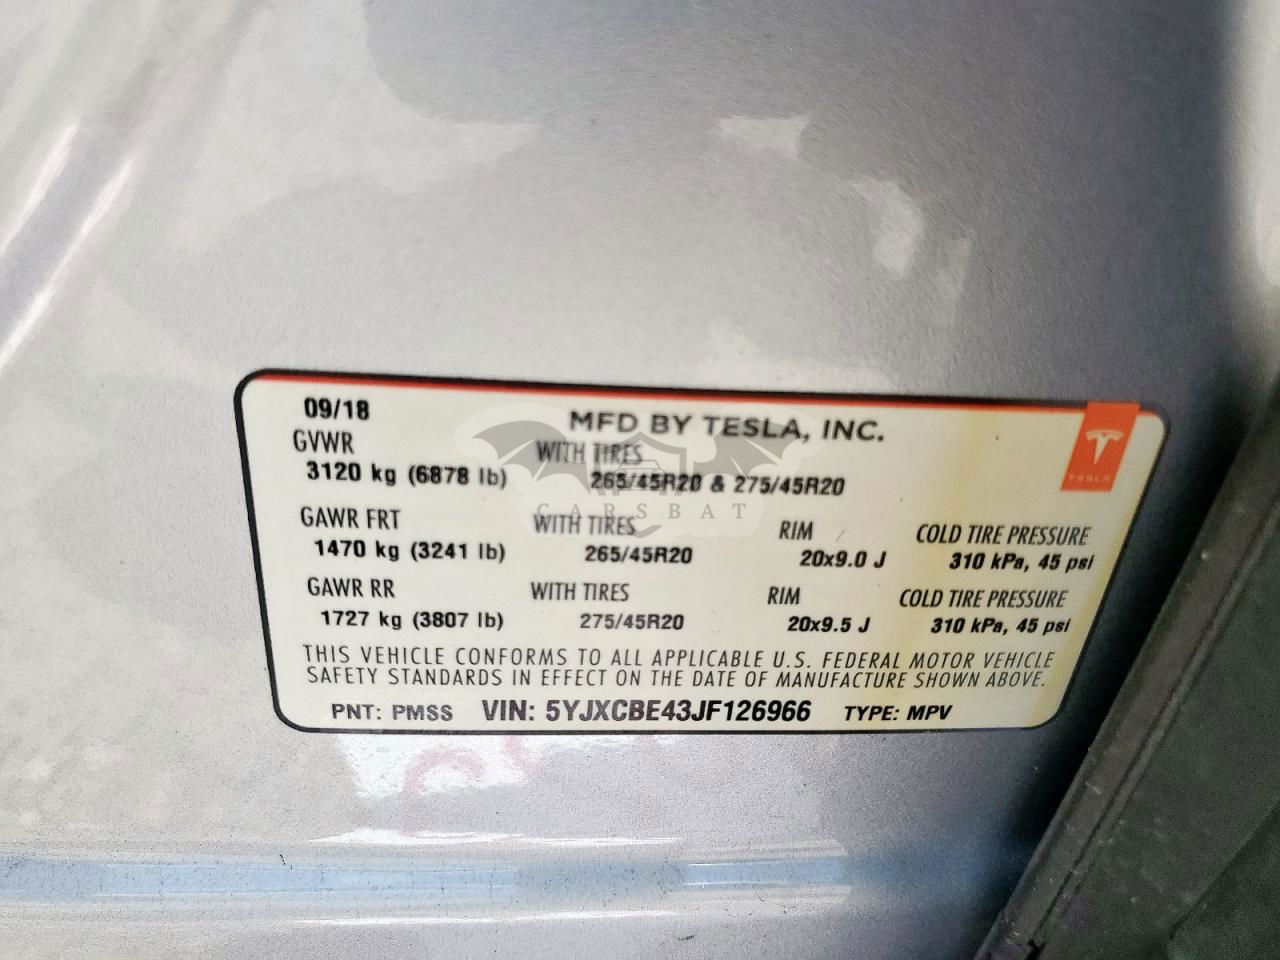 09/18
MFD BY TESLA, INC.
GVWR
WITH TIRES
3120 kg (6878 lb)
265/45R20 & 275/45R20
TESLA
CARSBAT
GAWR FRT WITH TIRES RIM COLD TIRE PRESSURE
1470 kg (3241 lb) 265/45R20 20x9.0 J 310 kPa, 45 psi
GAWR RR WITH TIRES RIM COLD TIRE PRESSURE
1727 kg (3807 lb) 275/45R20 20x9.5 J 310 kPa, 45 psi
THIS VEHICLE CONFORMS TO ALL APPLICABLE U.S. FEDERAL MOTOR VEHICLE
SAFETY STANDARDS IN EFFECT ON THE DATE OF MANUFACTURE SHOWN ABOVE.
PNT: PMSS VIN: 5YJXCBE43JF126966 TYPE: MPV